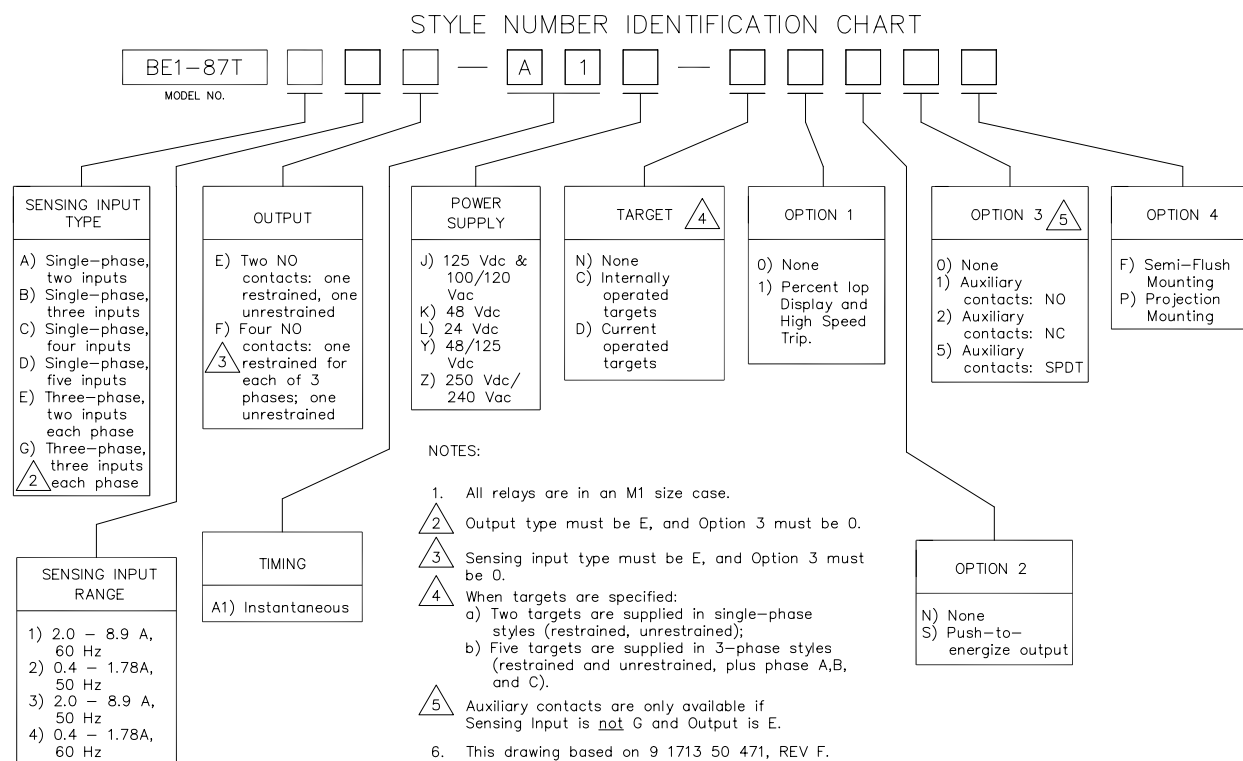 STYLE NUMBER IDENTIFICATION CHART
BE1-87T
A
1
MODEL NO.
SENSING INPUT
TYPE
A) Single-phase,
two inputs
B) Single-phase,
three inputs
C) Single-phase,
four inputs
D) Single-phase,
five inputs
E) Three-phase,
two inputs
each phase
G) Three-phase,
three inputs
2 each phase
OUTPUT
E) Two NO
contacts: one
restrained, one
unrestrained
F) Four NO
contacts: one
3 restrained for
each of 3
phases; one
unrestrained
POWER
SUPPLY
J) 125 Vdc &
100/120
Vac
K) 48 Vdc
L) 24 Vdc
Y) 48/125
Vdc
Z) 250 Vdc/
240 Vac
TARGET 4
N) None
C) Internally
operated
targets
D) Current
operated
targets
OPTION 1
0) None
1) Percent Iop
Display and
High Speed
Trip.
OPTION 3 5
0) None
1) Auxiliary
contacts: NO
2) Auxiliary
contacts: NC
5) Auxiliary
contacts: SPDT
OPTION 4
F) Semi-Flush
Mounting
P) Projection
Mounting
SENSING INPUT
RANGE
1) 2.0 - 8.9 A,
60 Hz
2) 0.4 - 1.78A,
50 Hz
3) 2.0 - 8.9 A,
50 Hz
4) 0.4 - 1.78A,
60 Hz
TIMING
A1) Instantaneous
NOTES:
1. All relays are in an M1 size case.
2 Output type must be E, and Option 3 must be 0.
3 Sensing input type must be E, and Option 3 must
be 0.
4 When targets are specified:
a) Two targets are supplied in single-phase
styles (restrained, unrestrained);
b) Five targets are supplied in 3-phase styles
(restrained and unrestrained, plus phase A,B,
and C).
5 Auxiliary contacts are only available if
Sensing Input is not G and Output is E.
6. This drawing based on 9 1713 50 471, REV F.
OPTION 2
N) None
S) Push-to-
energize output